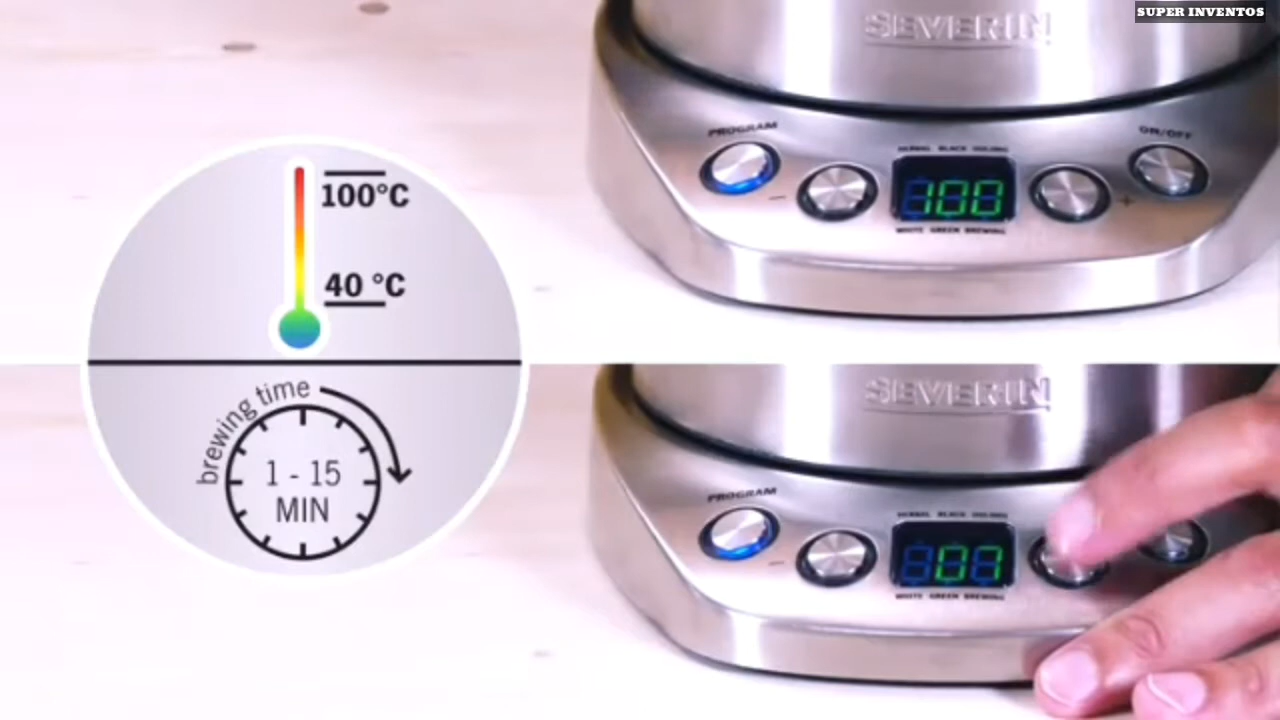 SUPER INVENTOS
SEVERIN
PROGRAM
ON/OFF
HERBAL BLACK OOLONG
100
- +
WHITE GREEN BREWING
100°C
40 °C
brewing time
1 - 15
MIN
SEVERIN
PROGRAM
HERBAL BLACK OOLONG
07
-
WHITE GREEN BREWING